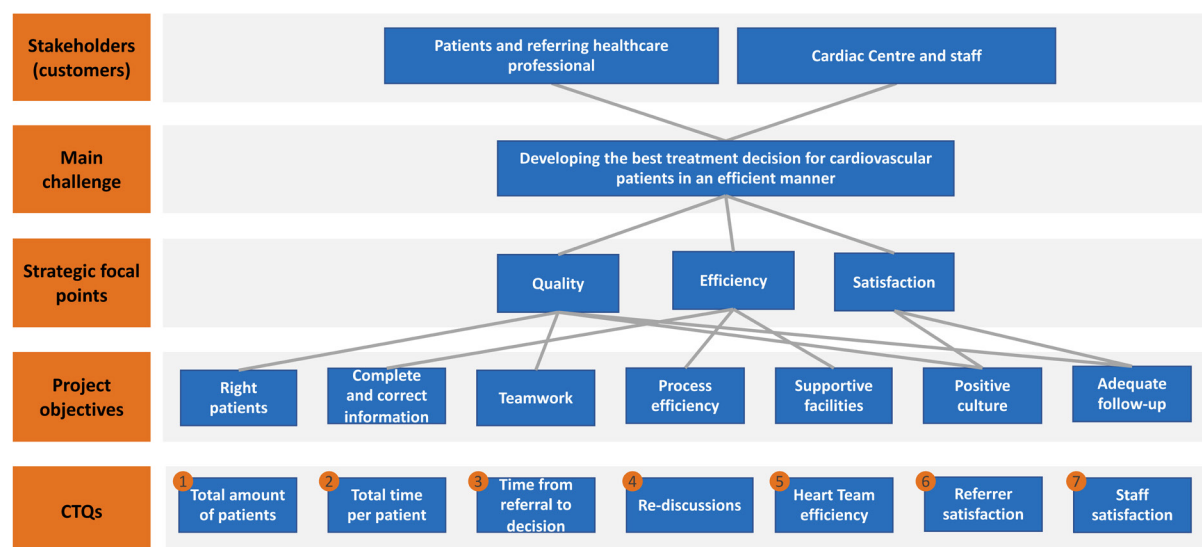 Stakeholders
(customers)
Patients and referring healthcare
professional
Cardiac Centre and staff
Main
challenge
Developing the best treatment decision for cardiovascular
patients in an efficient manner
Strategic focal
points
Quality
Efficiency
Satisfaction
Project
objectives
Right
patients
Complete
and correct
information
Teamwork
Process
efficiency
Supportive
facilities
Positive
culture
Adequate
follow-up
CTQs
1
Total amount
of patients
2
Total time
per patient
3
Time from
referral to
decision
4
Re-discussions
5
Heart Team
efficiency
6
Referrer
satisfaction
7
Staff
satisfaction